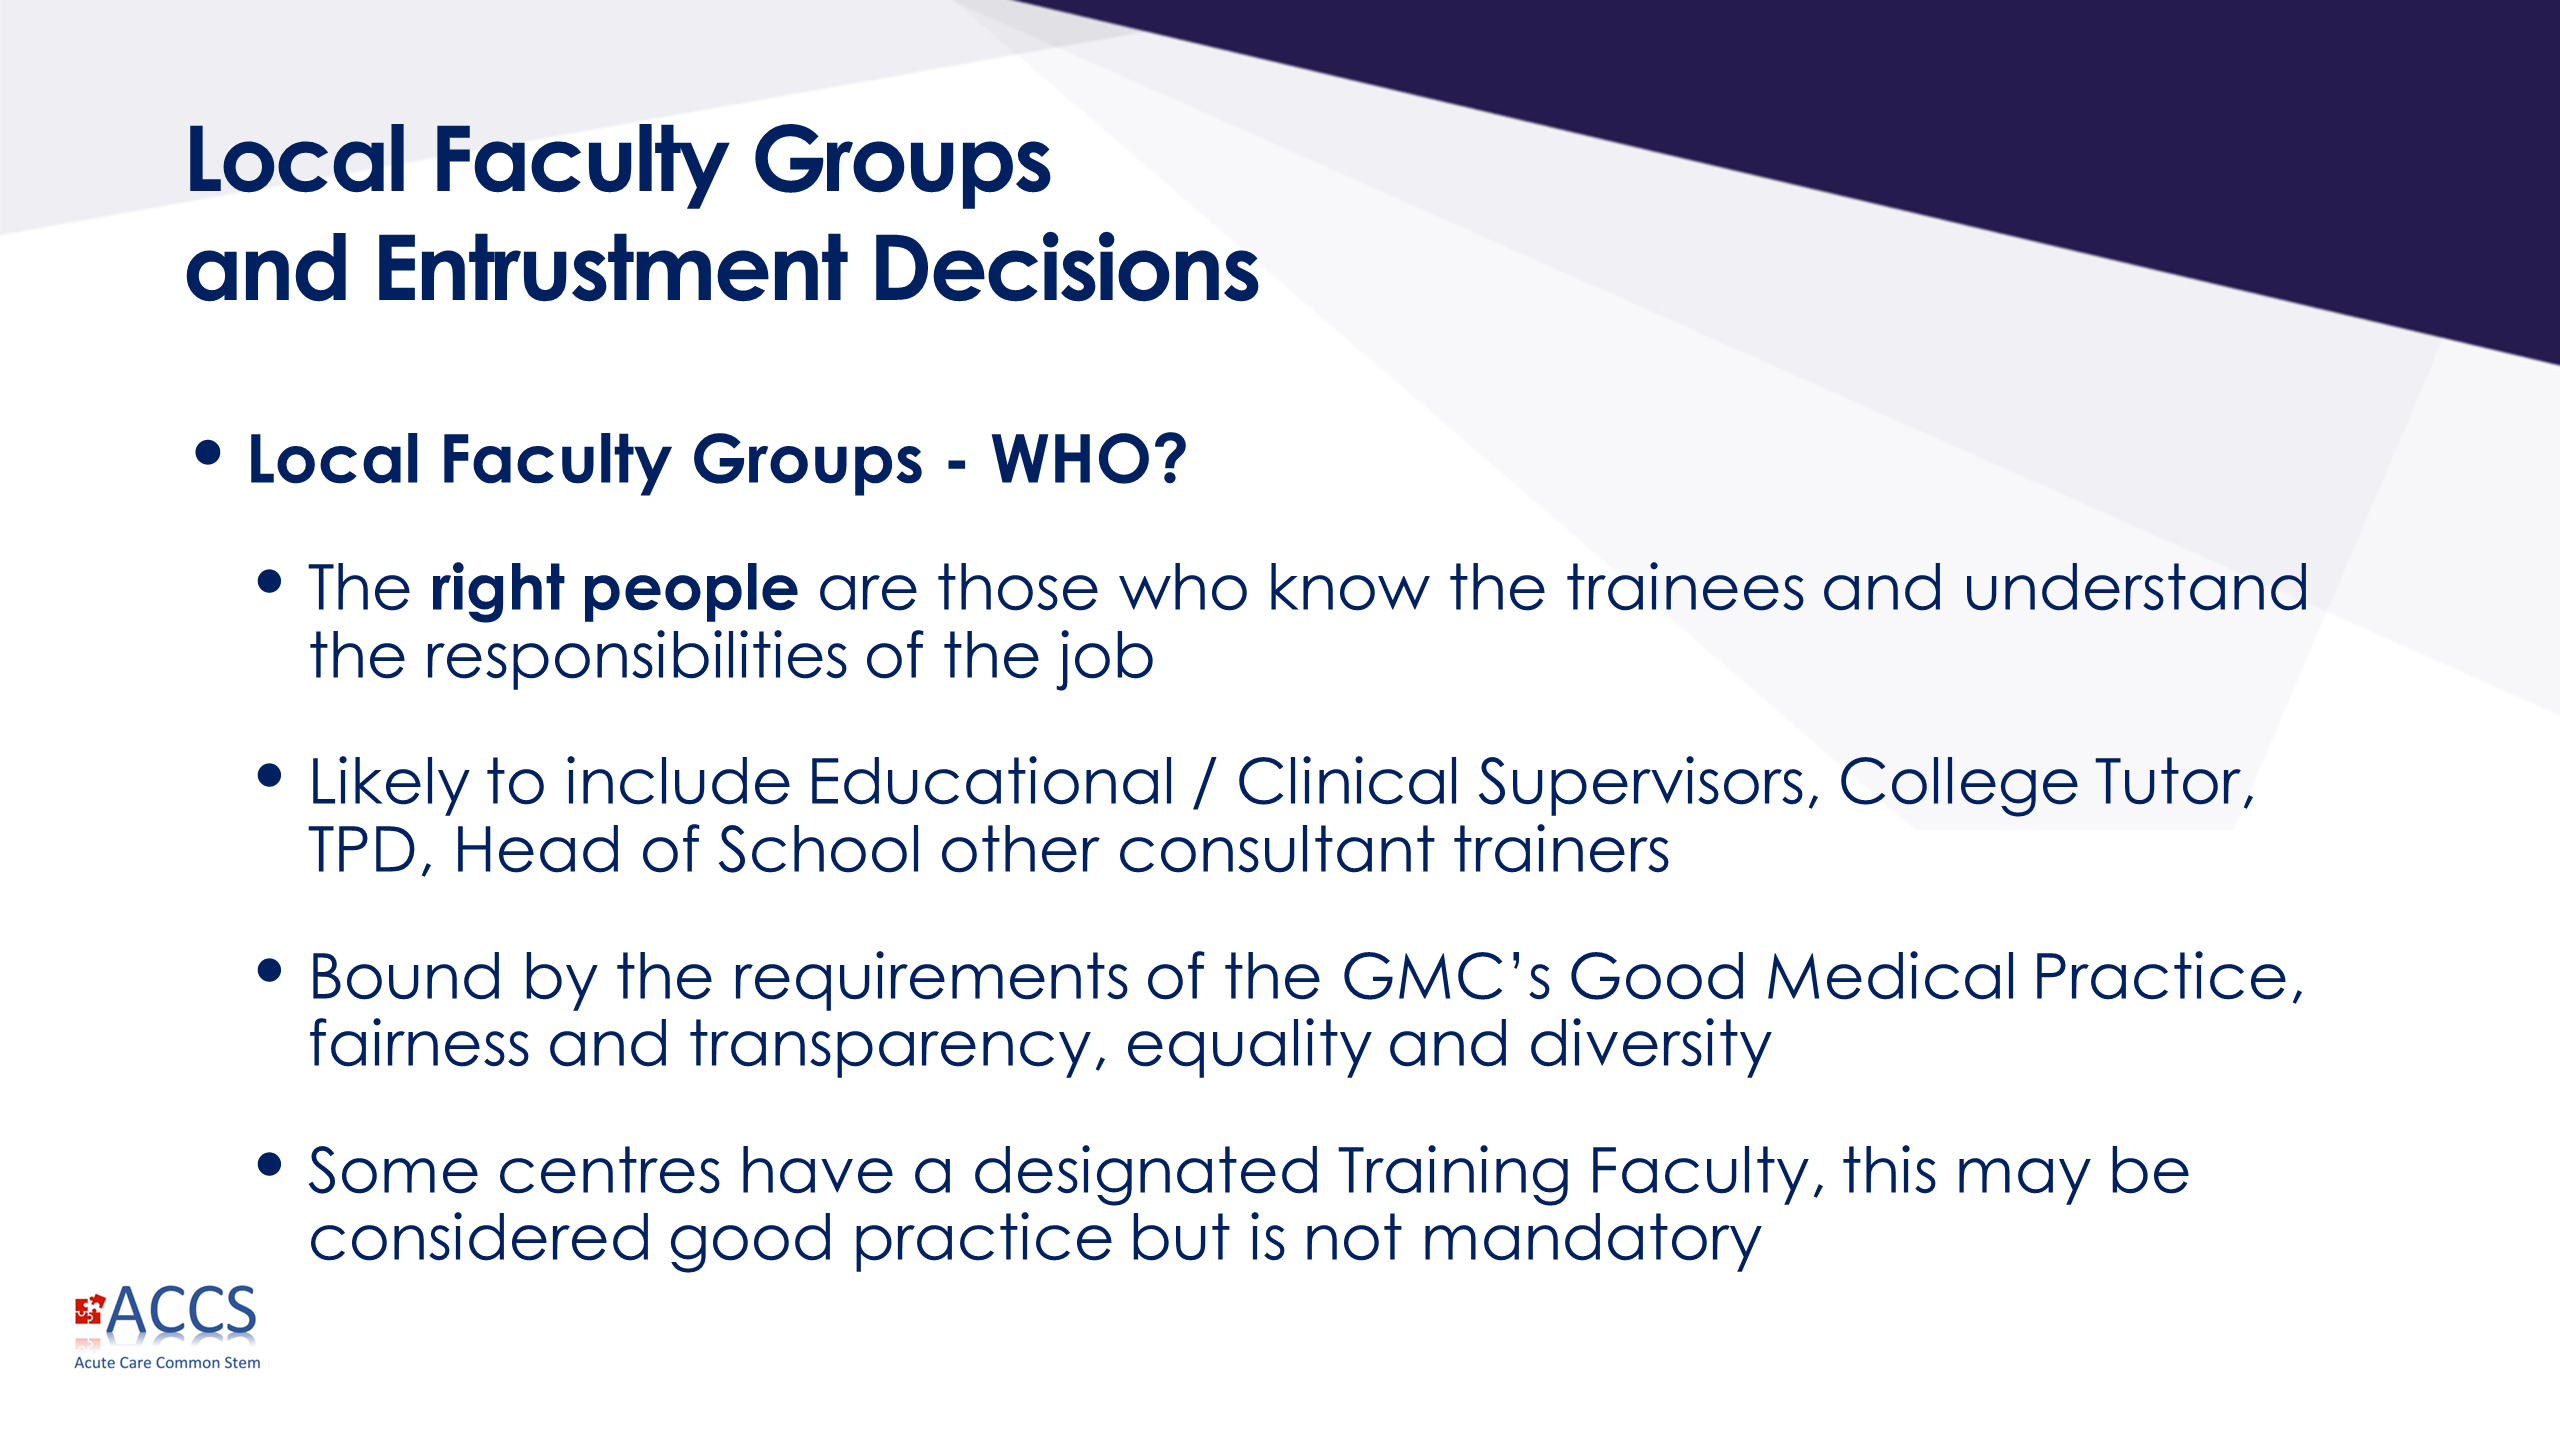 Local Faculty Groups
and Entrustment Decisions
• Local Faculty Groups - WHO?
• The right people are those who know the trainees and understand
the responsibilities of the job
• Likely to include Educational / Clinical Supervisors, College Tutor,
TPD, Head of School other consultant trainers
• Bound by the requirements of the GMC’s Good Medical Practice,
fairness and transparency, equality and diversity
• Some centres have a designated Training Faculty, this may be
considered good practice but is not mandatory
ACCS
Acute Care Common Stem